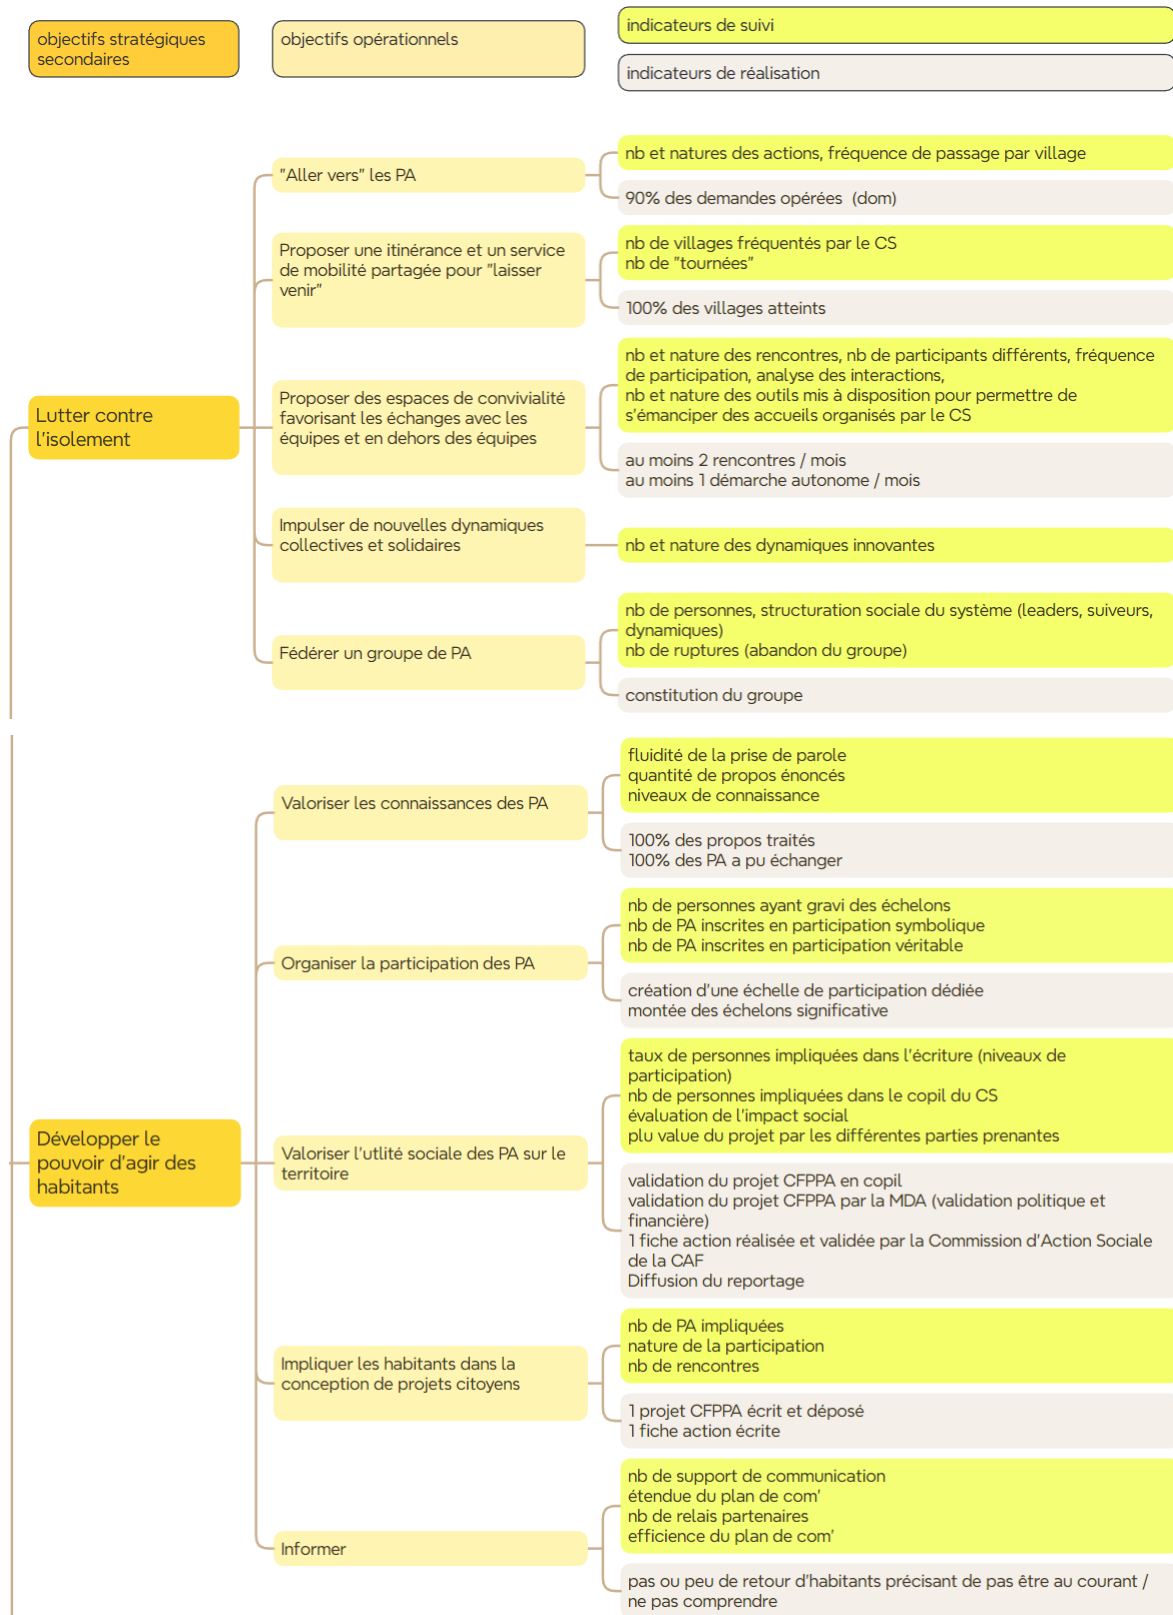 objectifs stratégiques
secondaires
objectifs opérationnels
indicateurs de suivi
indicateurs de réalisation
Lutter contre
l'isolement
"Aller vers" les PA
nb et natures des actions, fréquence de passage par village
90% des demandes opérées (dom)
Proposer une itinérance et un service
de mobilité partagée pour "laisser
venir"
nb de villages fréquentés par le CS
nb de "tournées"
100% des villages atteints
Proposer des espaces de convivialité
favorisant les échanges avec les
équipes et en dehors des équipes
nb et nature des rencontres, nb de participants différents, fréquence
de participation, analyse des interactions,
nb et nature des outils mis à disposition pour permettre de
s'émanciper des accueils organisés par le CS
au moins 2 rencontres / mois
au moins 1 démarche autonome / mois
Impulser de nouvelles dynamiques
collectives et solidaires
nb et nature des dynamiques innovantes
Fédérer un groupe de PA
nb de personnes, structuration sociale du système (leaders, suiveurs,
dynamiques)
nb de ruptures (abandon du groupe)
constitution du groupe
Développer le
pouvoir d'agir des
habitants
Valoriser les connaissances des PA
fluidité de la prise de parole
quantité de propos énoncés
niveaux de connaissance
100% des propos traités
100% des PA a pu échanger
Organiser la participation des PA
nb de personnes ayant gravi des échelons
nb de PA inscrites en participation symbolique
nb de PA inscrites en participation véritable
création d'une échelle de participation dédiée
montée des échelons significative
Valoriser l'utlité sociale des PA sur le
territoire
taux de personnes impliquées dans l'écriture (niveaux de
participation)
nb de personnes impliquées dans le copil du CS
évaluation de l'impact social
plu value du projet par les différentes parties prenantes
validation du projet CFPPA en copil
validation du projet CFPPA par la MDA (validation politique et
financière)
1 fiche action réalisée et validée par la Commission d'Action Sociale
de la CAF
Diffusion du reportage
Impliquer les habitants dans la
conception de projets citoyens
nb de PA impliquées
nature de la participation
nb de rencontres
1 projet CFPPA écrit et déposé
1 fiche action écrite
Informer
nb de support de communication
étendue du plan de com'
nb de relais partenaires
efficience du plan de com'
pas ou peu de retour d'habitants précisant de pas être au courant /
ne pas comprendre